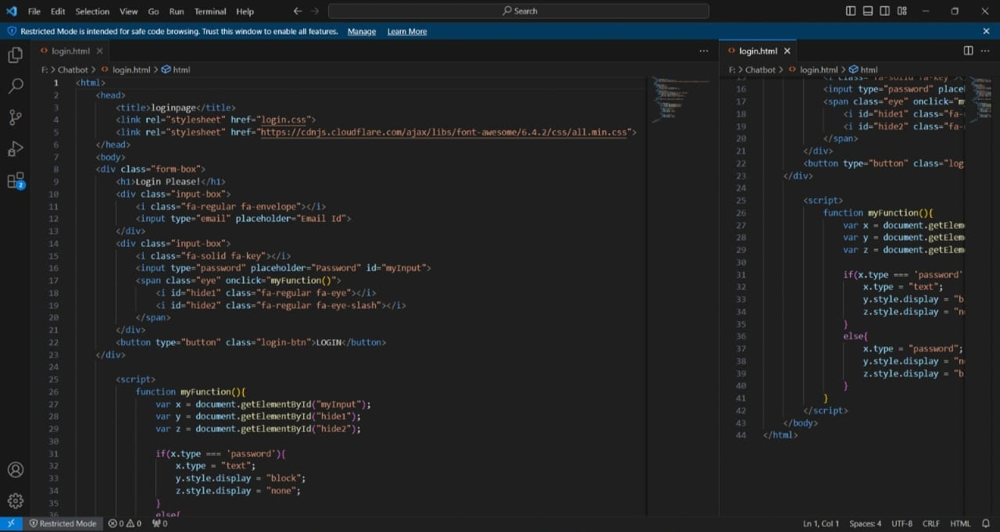 File Edit Selection View Go Run Terminal Help Search
Restricted Mode is intended for safe code browsing. Trust this window to enable all features. Manage Learn More
login.html
F: > Chatbot > login.html > html
1 <html>
2 <head>
3 <title>loginpage</title>
4 <link rel="stylesheet" href="login.css">
5 <link rel="stylesheet" href="https://cdnjs.cloudflare.com/ajax/libs/font-awesome/6.4.2/css/all.min.css">
6 </head>
7 <body>
8 <div class="form-box">
9 <h1>Login Please!</h1>
10 <div class="input-box">
11 <i class="fa-regular fa-envelope"></i>
12 <input type="email" placeholder="Email Id">
13 </div>
14 <div class="input-box">
15 <i class="fa-solid fa-key"></i>
16 <input type="password" placeholder="Password" id="myInput">
17 <span class="eye" onclick="myFunction()">
18 <i id="hide1" class="fa-regular fa-eye"></i>
19 <i id="hide2" class="fa-regular fa-eye-slash"></i>
20 </span>
21 </div>
22 <button type="button" class="login-btn">LOGIN</button>
23 </div>
24
25 <script>
26 function myFunction(){
27 var x = document.getElementById("myInput");
28 var y = document.getElementById("hide1");
29 var z = document.getElementById("hide2");
30
31 if(x.type === 'password'){
32 x.type = "text";
33 y.style.display = "block";
34 z.style.display = "none";
35 }
36 else{
login.html
F: > Chatbot > login.html > html
15 <i class="fa-solid fa-key"></i>
16 <input type="password" place
17 <span class="eye" onclick="m
18 <i id="hide1" class="fa-
19 <i id="hide2" class="fa-
20 </span>
21 </div>
22 <button type="button" class="log
23 </div>
24
25 <script>
26 function myFunction(){
27 var x = document.getElem
28 var y = document.getElem
29 var z = document.getElem
30
31 if(x.type === 'password'
32 x.type = "text";
33 y.style.display = "b
34 z.style.display = "n
35 }
36 else{
37 x.type = "password";
38 y.style.display = "n
39 z.style.display = "b
40 }
41 }
42 </script>
43 </body>
44 </html>
2
Restricted Mode 0 0 0 Ln 1, Col 1 Spaces: 4 UTF-8 CRLF HTML